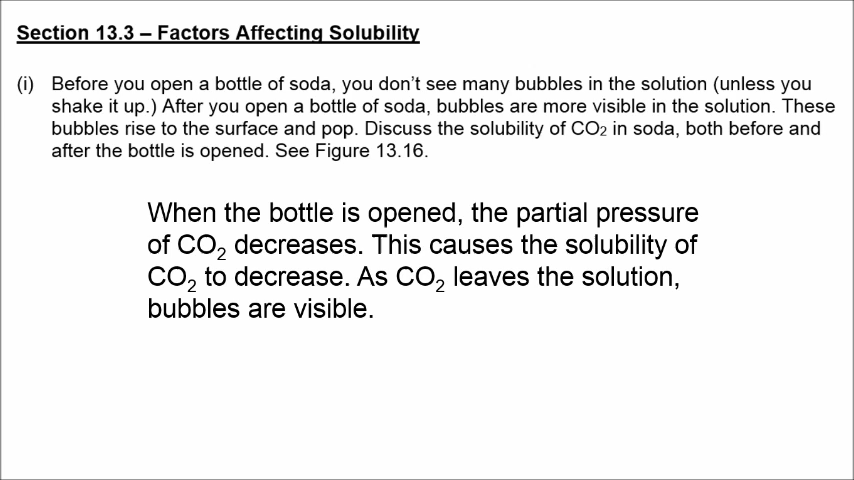 Section 13.3 – Factors Affecting Solubility
(i) Before you open a bottle of soda, you don’t see many bubbles in the solution (unless you
shake it up.) After you open a bottle of soda, bubbles are more visible in the solution. These
bubbles rise to the surface and pop. Discuss the solubility of CO2 in soda, both before and
after the bottle is opened. See Figure 13.16.
When the bottle is opened, the partial pressure
of CO2 decreases. This causes the solubility of
CO2 to decrease. As CO2 leaves the solution,
bubbles are visible.